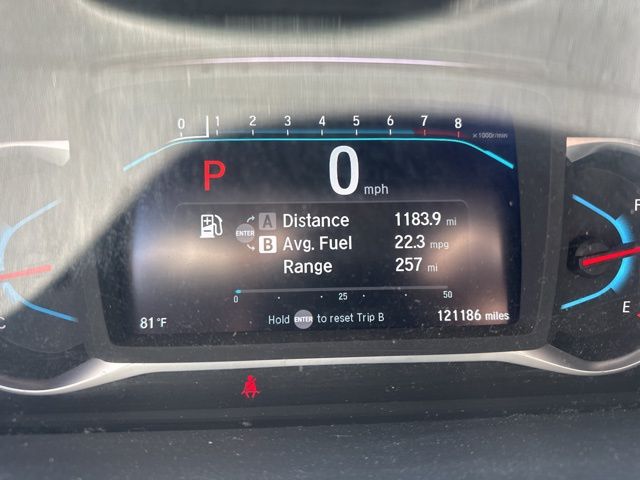 0 1 2 3 4 5 6 7 8 x1000r/min
P 0 mph
A Distance 1183.9 mi
ENTER B Avg. Fuel 22.3 mpg
Range 257 mi
0 25 50
81°F Hold ENTER to reset Trip B 121186 miles
C
F
E